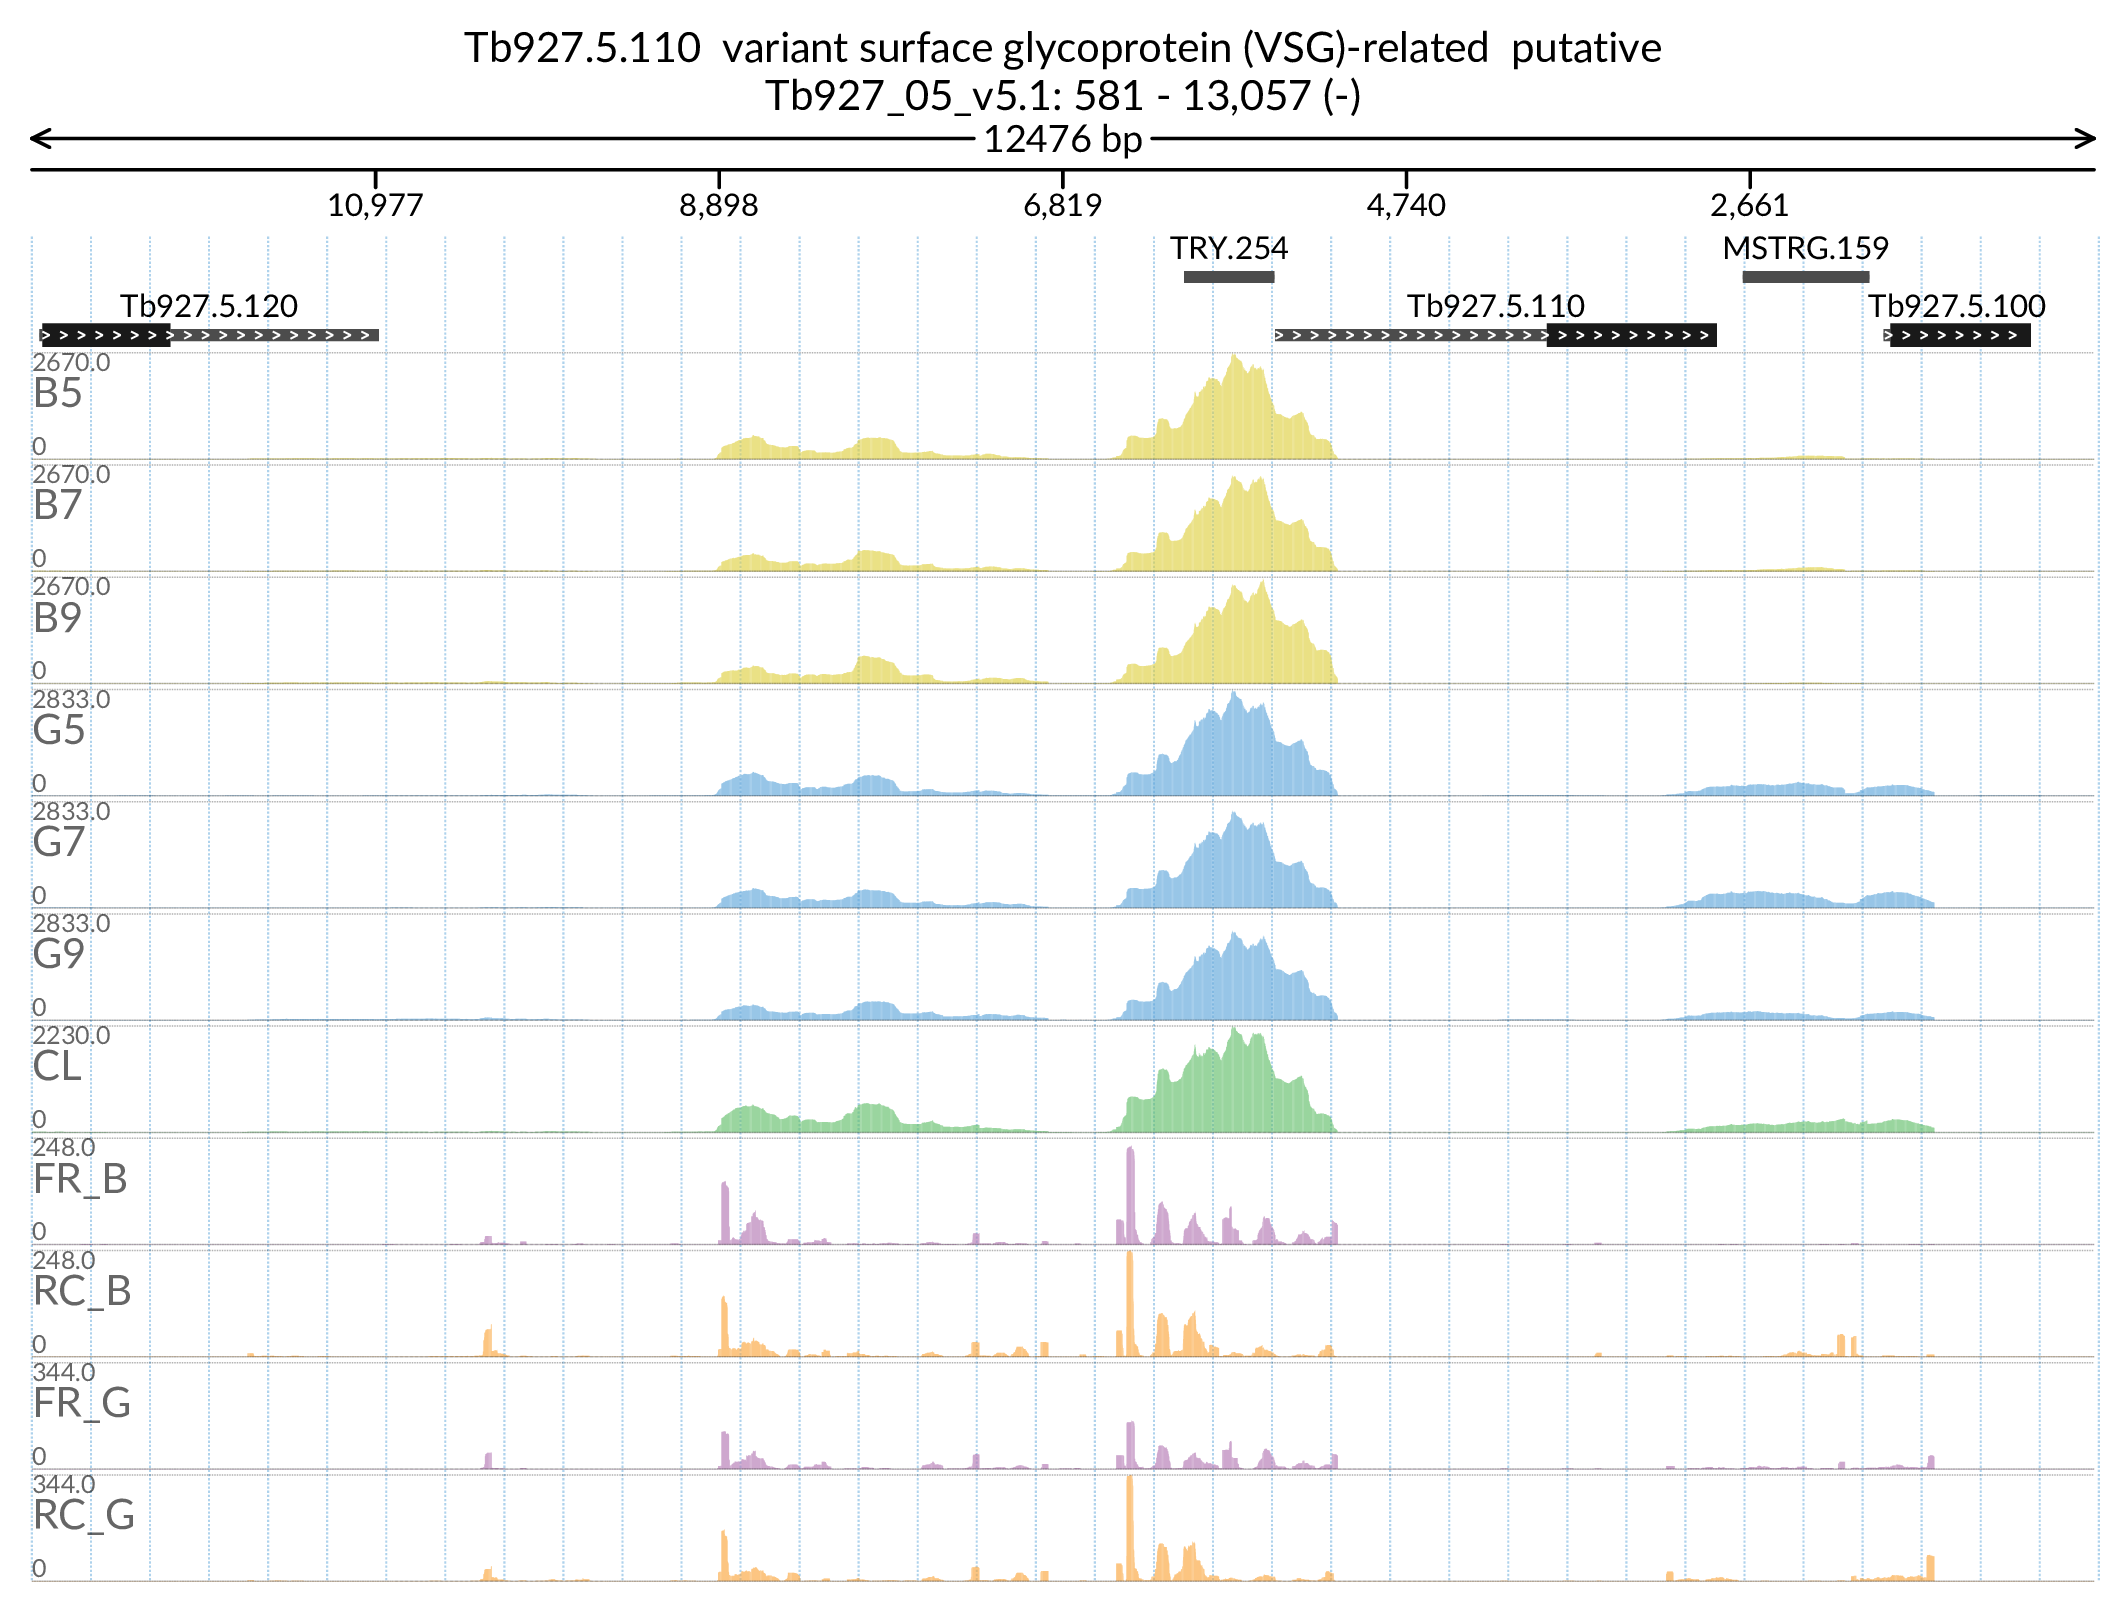 Tb927.5.110  variant surface glycoprotein (VSG)-related  putative
Tb927_05_v5.1: 581 - 13,057 (-)
12476 bp
10,977 8,898 6,819 4,740 2,661
TRY.254 MSTRG.159
Tb927.5.120 Tb927.5.110 Tb927.5.100
2670.0
B5
0
2670.0
B7
0
2670.0
B9
0
2833.0
G5
0
2833.0
G7
0
2833.0
G9
0
2230.0
CL
0
248.0
FR_B
0
248.0
RC_B
0
344.0
FR_G
0
344.0
RC_G
0